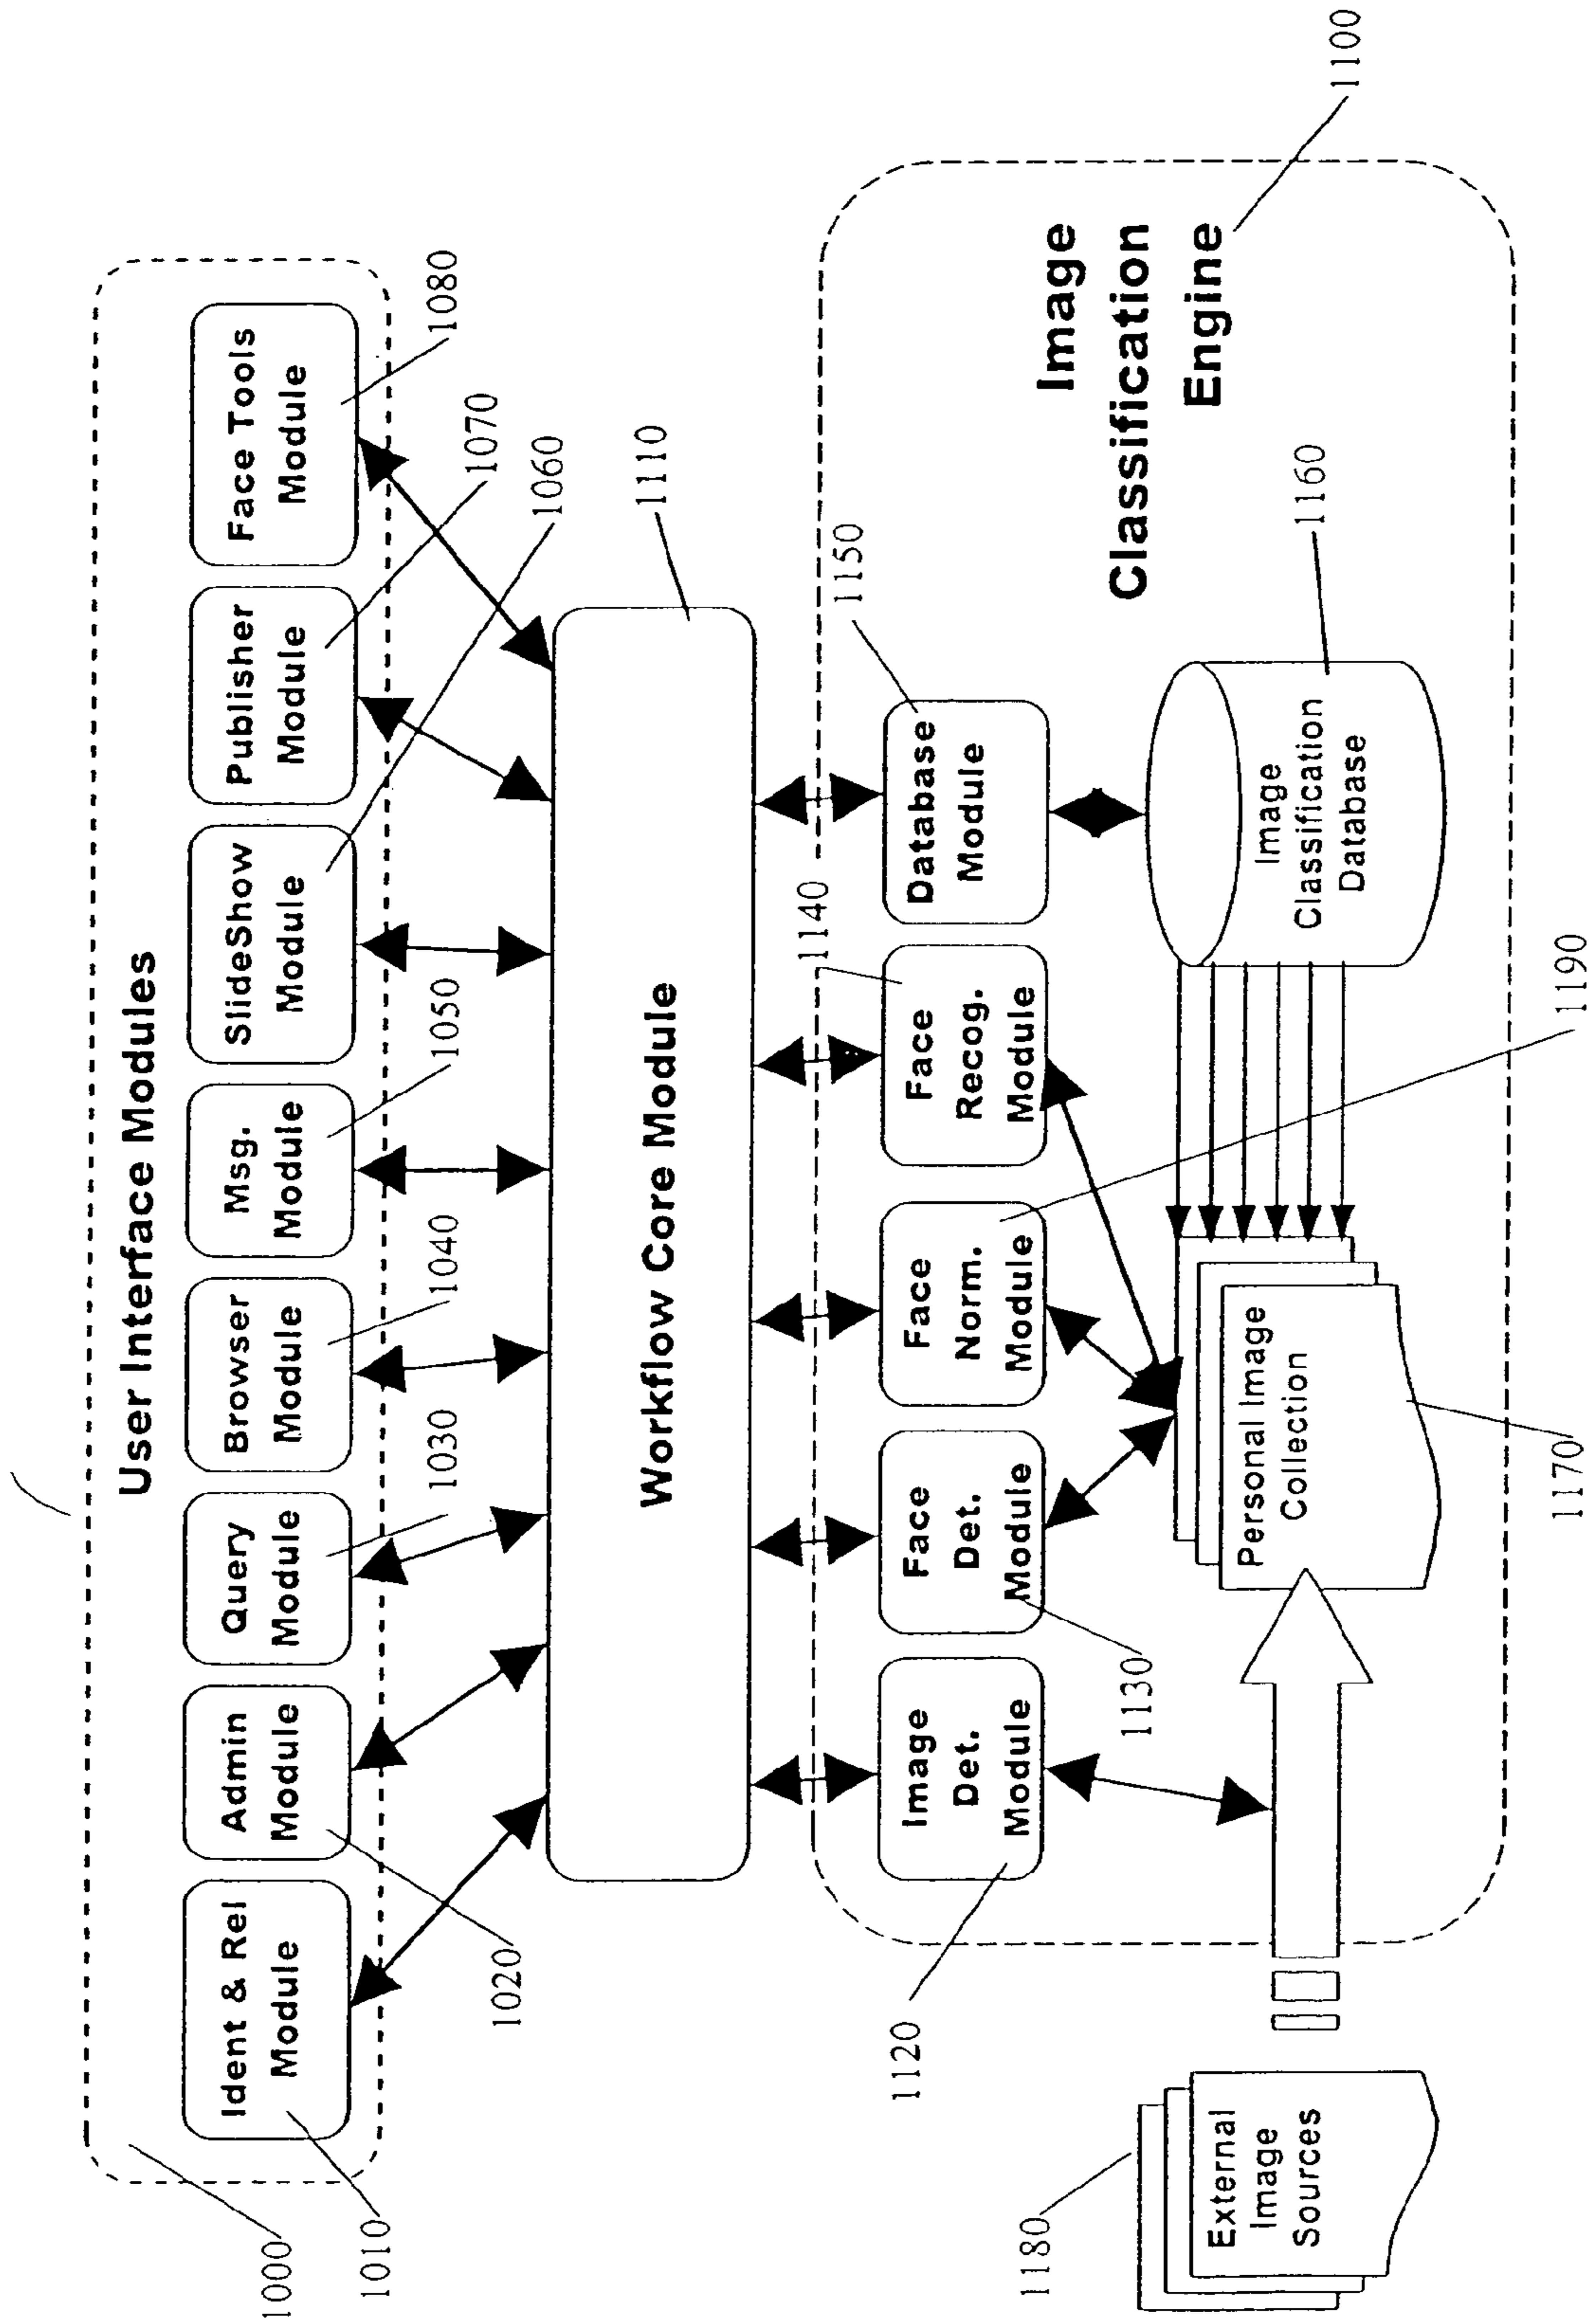 User Interface Modules
Ident & Rel
Module
Admin
Module
Query
Module
Browser
Module
Msg.
Module
SlideShow
Module
Publisher
Module
Face Tools
Module
1000
1010
1020
1030
1040
1050
1060
1070
1080
Workflow Core Module
1110
Image
Det.
Module
Face
Det.
Module
Face
Norm.
Module
Face
Recog.
Module
Database
Module
1120
1130
1140
1150
Image
Classification
Engine
1100
External
Image
Sources
1180
Personal Image
Collection
1170
1190
Image
Classification
Database
1160